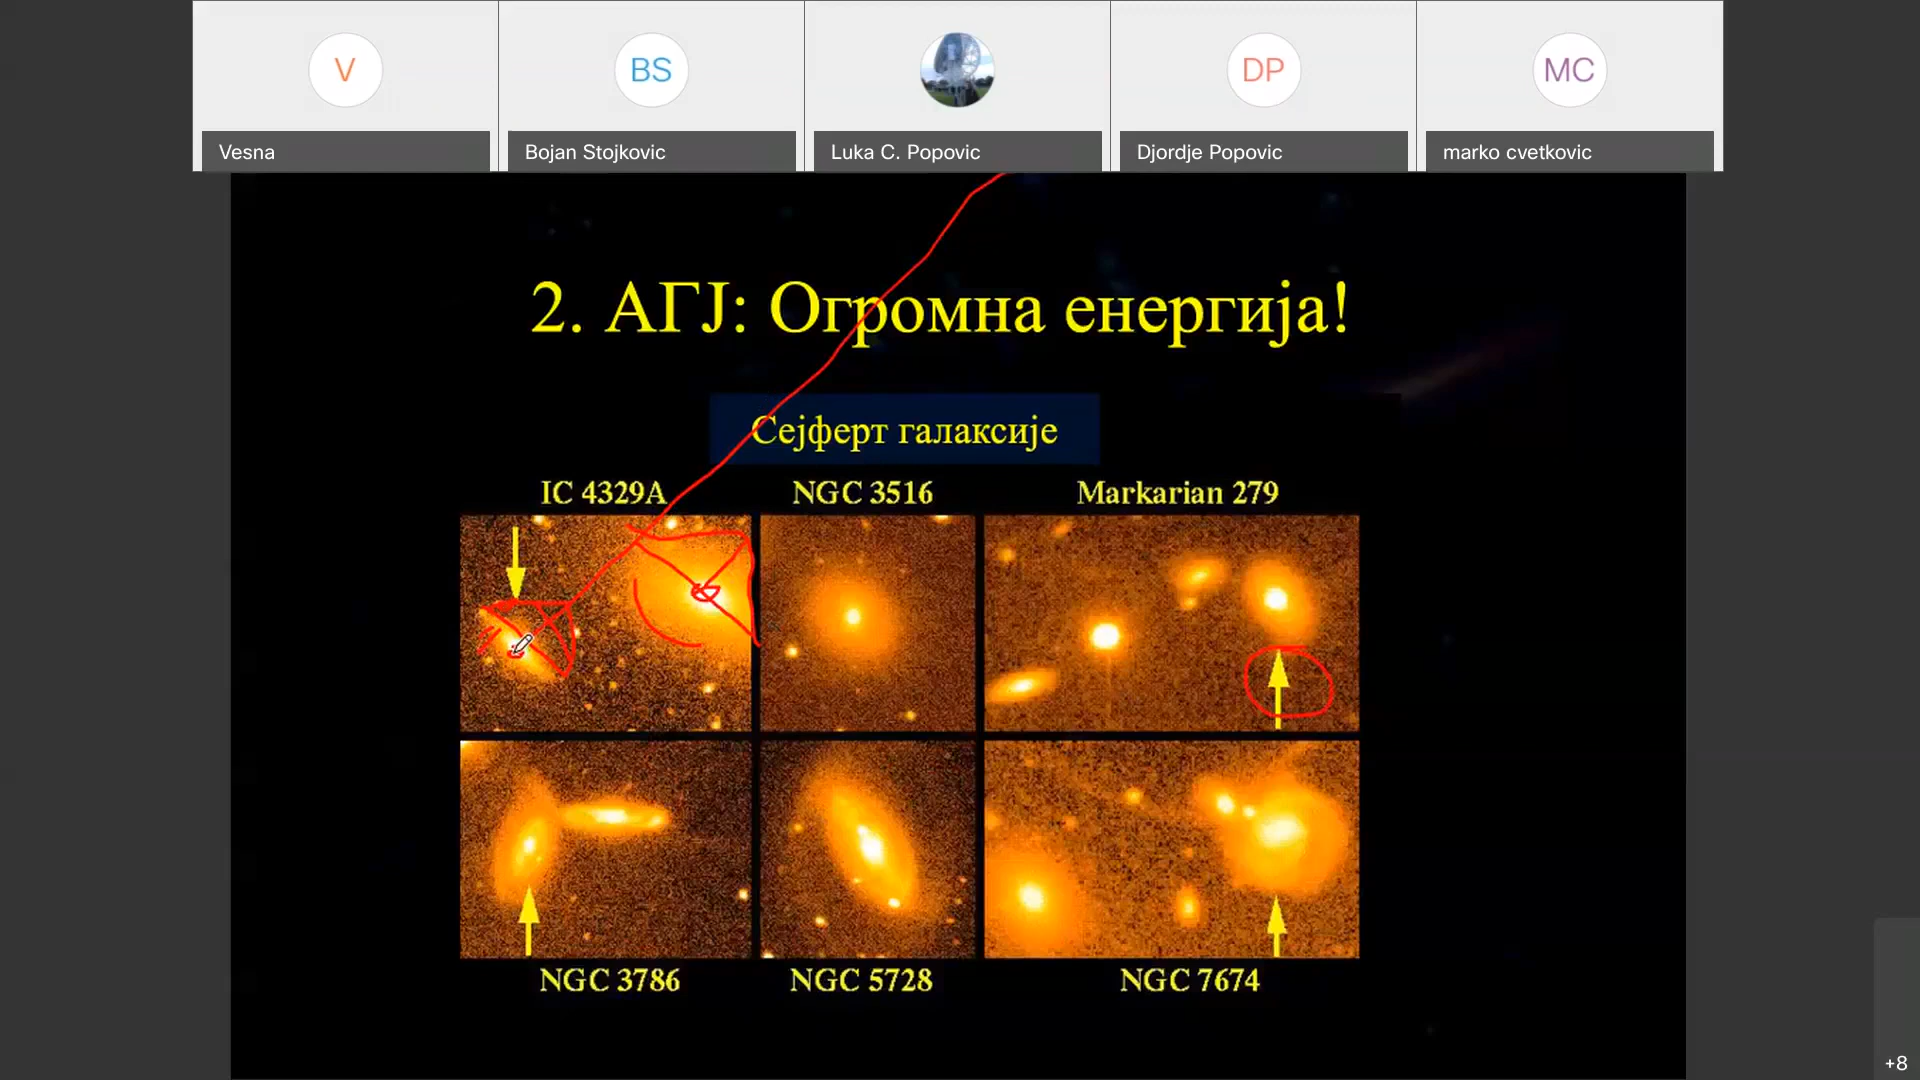 V
BS
DP
MC
Vesna
Bojan Stojkovic
Luka C. Popovic
Djordje Popovic
marko cvetkovic
2. АГЈ: Огромна енергија!
Сејферт галаксије
IC 4329A
NGC 3516
Markarian 279
NGC 3786
NGC 5728
NGC 7674
+8